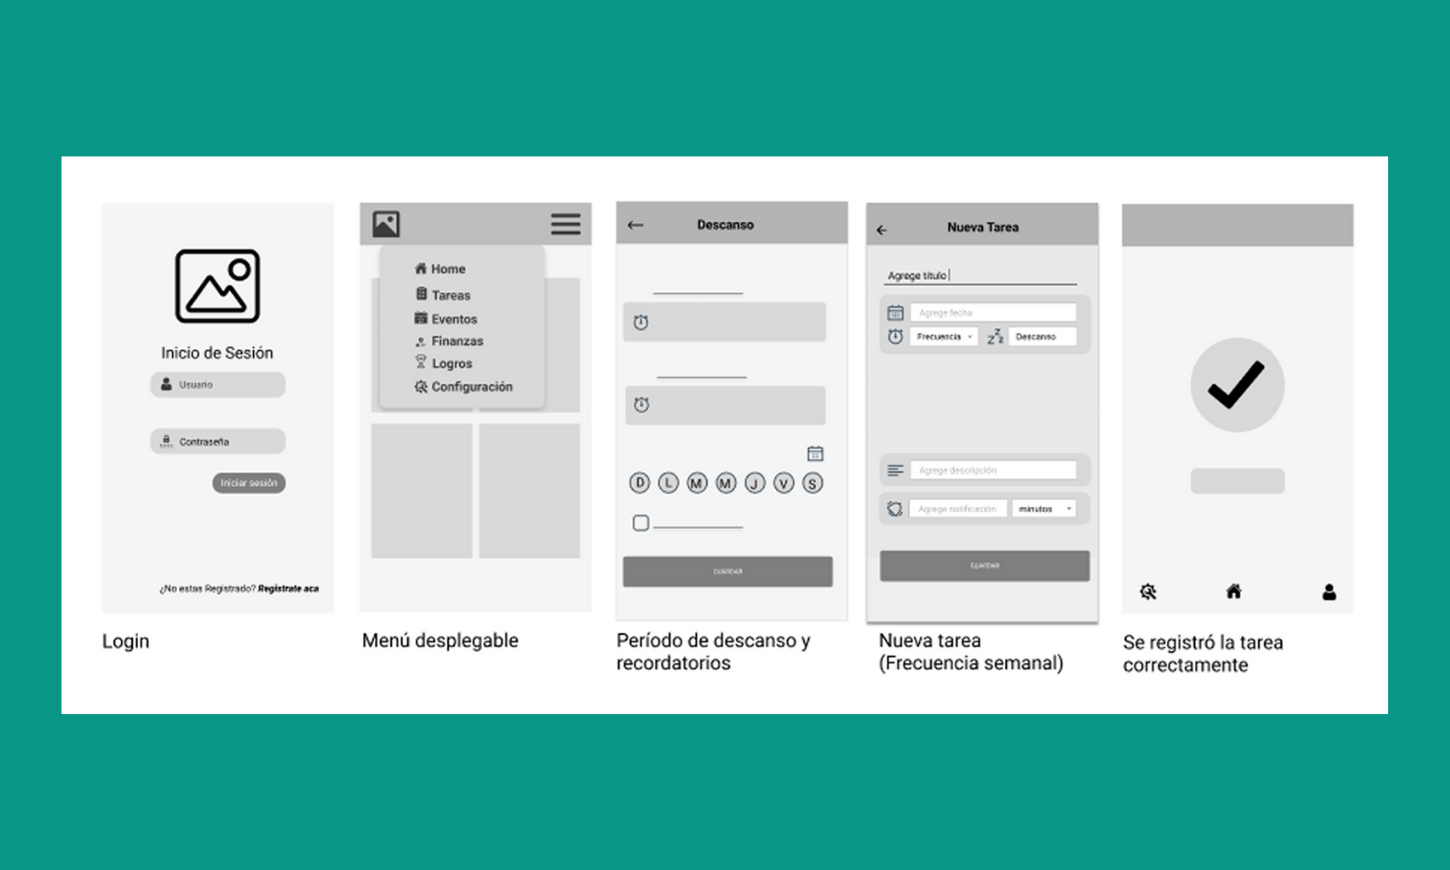 Inicio de Sesión
Usuario
Contraseña
Iniciar sesión
¿No estas Registrado? Registrate aca
Login
Home
Tareas
Eventos
Finanzas
Logros
Configuración
Menú desplegable
Descanso
D L M M J V S
GUARDAR
Período de descanso y
recordatorios
Nueva Tarea
Agrege titulo
Agrege fecha
Frecuencia
Descanso
Agrege descripción
Agrege notificación
minutos
GUARDAR
Nueva tarea
(Frecuencia semanal)
Se registró la tarea
correctamente